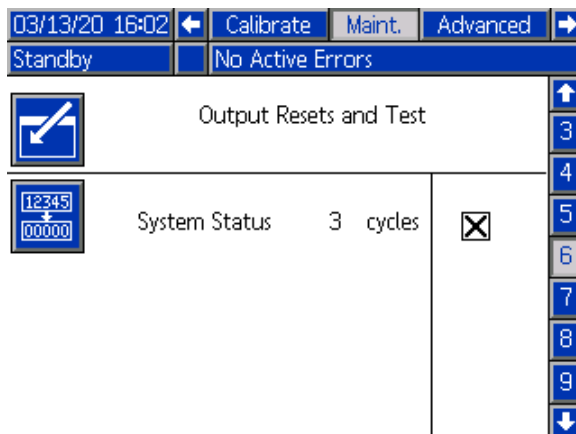 03/13/20 16:02 Calibrate Maint. Advanced
Standby No Active Errors
Output Resets and Test
3
4
12345
00000
System Status 3 cycles
5
6
7
8
9